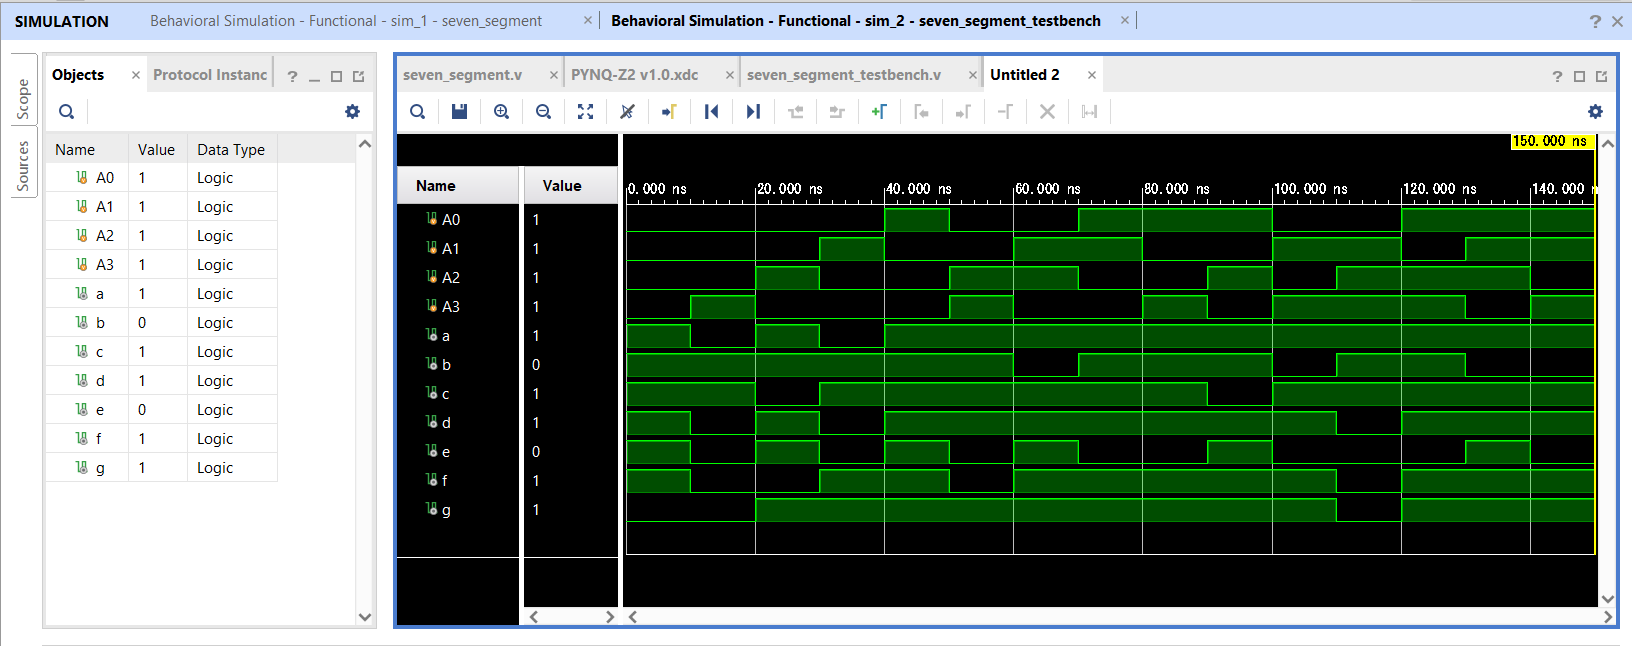 SIMULATION
Behavioral Simulation - Functional - sim_1 - seven_segment
Behavioral Simulation - Functional - sim_2 - seven_segment_testbench
Scope
Sources
Objects
Protocol Instanc
Name Value Data Type
A0 1 Logic
A1 1 Logic
A2 1 Logic
A3 1 Logic
a 1 Logic
b 0 Logic
c 1 Logic
d 1 Logic
e 0 Logic
f 1 Logic
g 1 Logic
seven_segment.v
PYNQ-Z2 v1.0.xdc
seven_segment_testbench.v
Untitled 2
150.000 ns
Name Value
0.000 ns 20.000 ns 40.000 ns 60.000 ns 80.000 ns 100.000 ns 120.000 ns 140.000 n
A0 1
A1 1
A2 1
A3 1
a 1
b 0
c 1
d 1
e 0
f 1
g 1